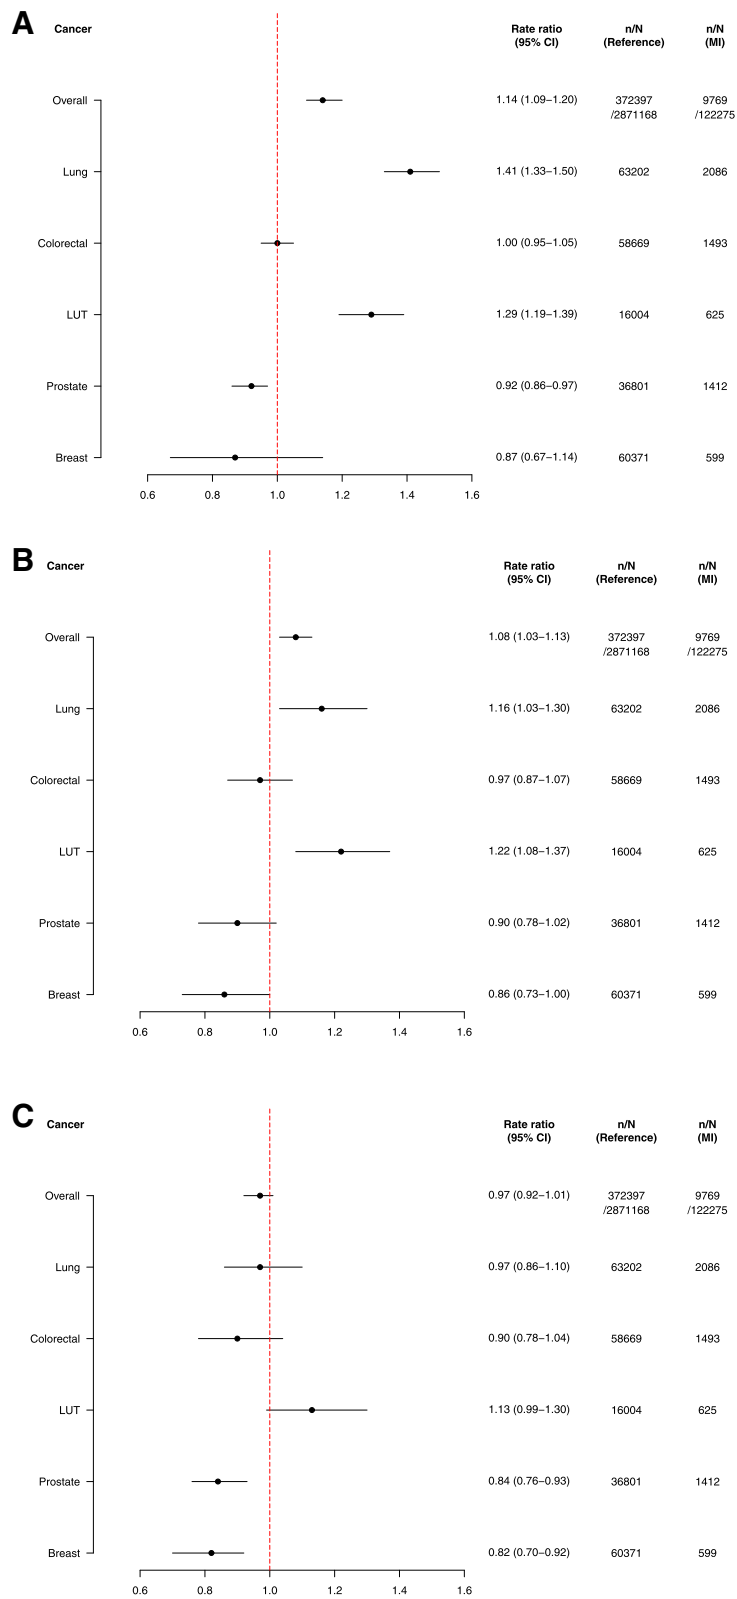 A
Cancer Rate ratio n/N n/N
(95% CI) (Reference) (MI)
Overall 1.14 (1.09–1.20) 372397 9769
/2871168 /122275
Lung 1.41 (1.33–1.50) 63202 2086
Colorectal 1.00 (0.95–1.05) 58669 1493
LUT 1.29 (1.19–1.39) 16004 625
Prostate 0.92 (0.86–0.97) 36801 1412
Breast 0.87 (0.67–1.14) 60371 599
0.6 0.8 1.0 1.2 1.4 1.6
B
Cancer Rate ratio n/N n/N
(95% CI) (Reference) (MI)
Overall 1.08 (1.03–1.13) 372397 9769
/2871168 /122275
Lung 1.16 (1.03–1.30) 63202 2086
Colorectal 0.97 (0.87–1.07) 58669 1493
LUT 1.22 (1.08–1.37) 16004 625
Prostate 0.90 (0.78–1.02) 36801 1412
Breast 0.86 (0.73–1.00) 60371 599
0.6 0.8 1.0 1.2 1.4 1.6
C
Cancer Rate ratio n/N n/N
(95% CI) (Reference) (MI)
Overall 0.97 (0.92–1.01) 372397 9769
/2871168 /122275
Lung 0.97 (0.86–1.10) 63202 2086
Colorectal 0.90 (0.78–1.04) 58669 1493
LUT 1.13 (0.99–1.30) 16004 625
Prostate 0.84 (0.76–0.93) 36801 1412
Breast 0.82 (0.70–0.92) 60371 599
0.6 0.8 1.0 1.2 1.4 1.6